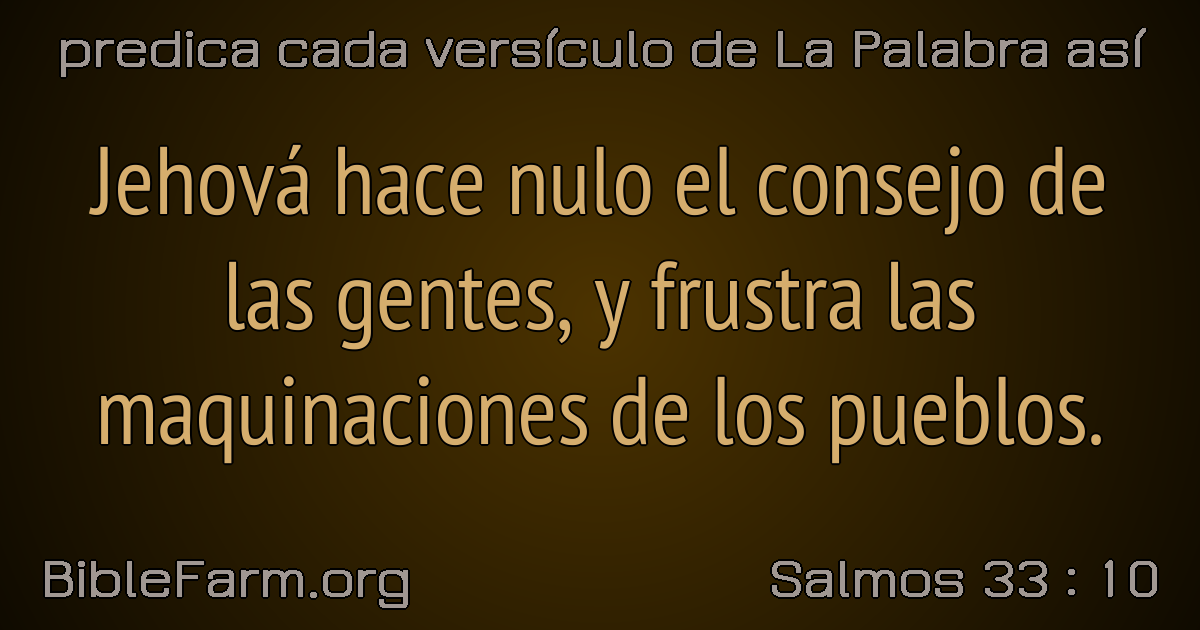 predica cada versículo de La Palabra así
Jehová hace nulo el consejo de
las gentes, y frustra las
maquinaciones de los pueblos.
BibleFarm.org
Salmos 33 : 10